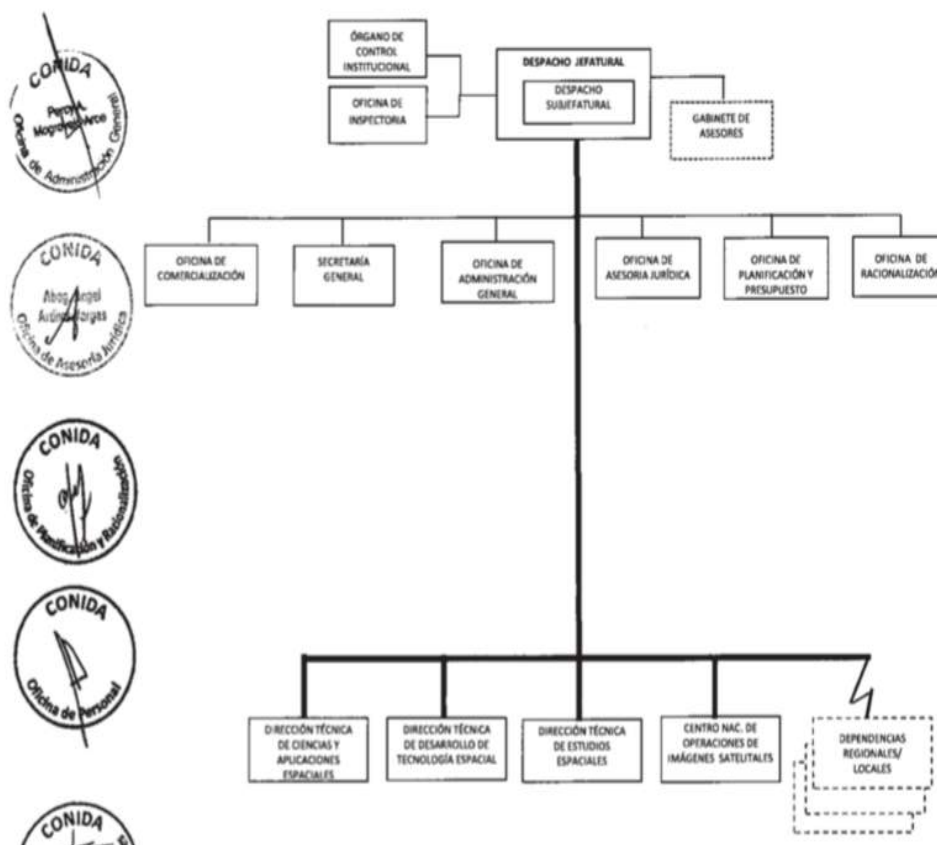 ÓRGANO DE
CONTROL
INSTITUCIONAL
OFICINA DE
INSPECTORIA
DESPACHO JEFATURAL
DESPACHO
SUBJEFATURAL
GABINETE DE
ASESORES
OFICINA DE
COMERCIALIZACIÓN
SECRETARÍA
GENERAL
OFICINA DE
ADMINISTRACIÓN
GENERAL
OFICINA DE
ASESORIA JURÍDICA
OFICINA DE
PLANIFICACIÓN Y
PRESUPUESTO
OFICINA DE
RACIONALIZACIÓN
DIRECCIÓN TÉCNICA
DE CIENCIAS Y
APLICACIONES
ESPACIALES
DIRECCIÓN TÉCNICA
DE DESARROLLO DE
TECNOLOGÍA ESPACIAL
DIRECCIÓN TÉCNICA
DE ESTUDIOS
ESPACIALES
CENTRO NAC. DE
OPERACIONES DE
IMÁGENES SATELITALES
DEPENDENCIAS
REGIONALES/
LOCALES
CONIDA
Percy A.
Oficina de Administración General
CONIDA
Abog. Angel
Oficina de Asesoría Jurídica
CONIDA
Oficina de Planificación y Racionalización
CONIDA
Oficina de Personal
CONIDA